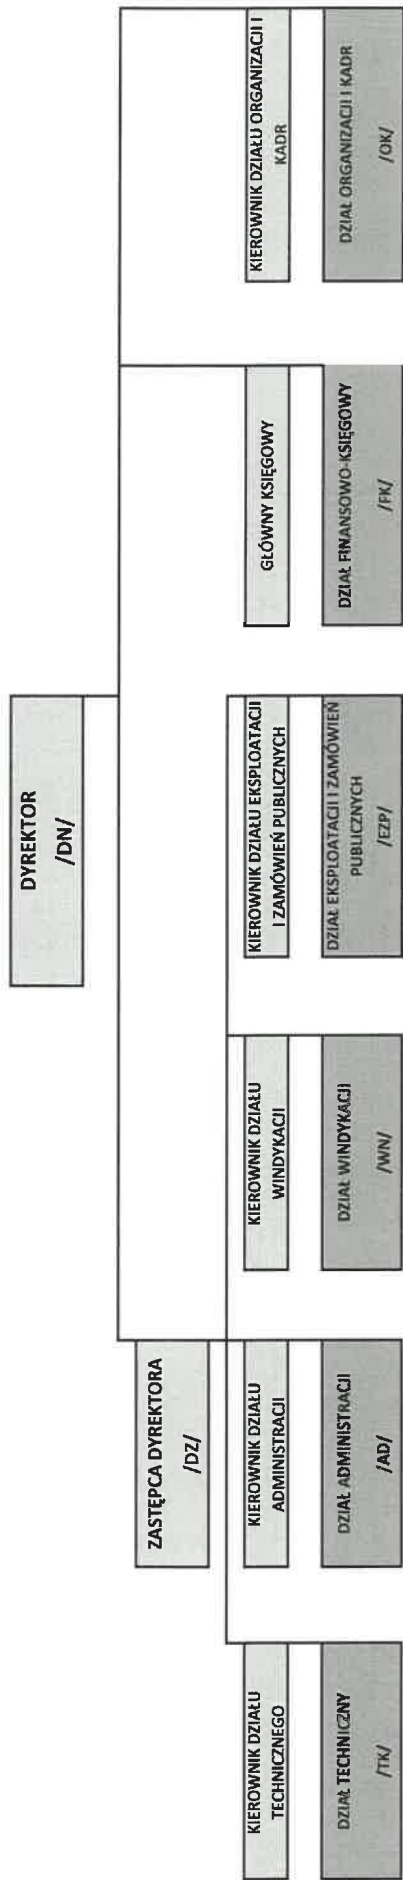 DYREKTOR
/DN/
ZASTĘPCA DYREKTORA
/DZ/
KIEROWNIK DZIAŁU
TECHNICZNEGO
KIEROWNIK DZIAŁU
ADMINISTRACJI
KIEROWNIK DZIAŁU
WINDYKACJI
KIEROWNIK DZIAŁU EKSPLOATACJI
I ZAMÓWIEŃ PUBLICZNYCH
GŁÓWNY KSIĘGOWY
KIEROWNIK DZIAŁU ORGANIZACJI I
KADR
DZIAŁ TECHNICZNY
/TK/
DZIAŁ ADMINISTRACJI
/AD/
DZIAŁ WINDYKACJI
/WN/
DZIAŁ EKSPLOATACJI I ZAMÓWIEŃ
PUBLICZNYCH
/EZP/
DZIAŁ FINANSOWO-KSIĘGOWY
/FK/
DZIAŁ ORGANIZACJI I KADR
/OK/